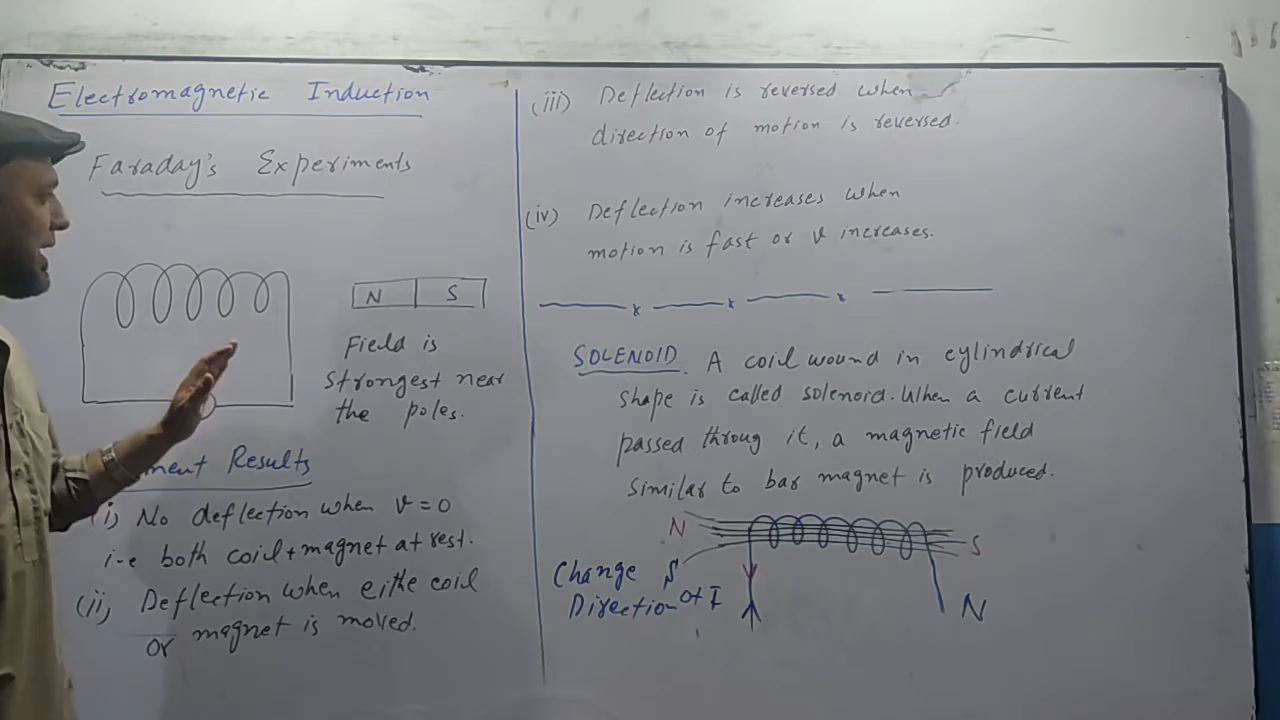 Electromagnetic Induction
Faraday's Experiments
N S
Field is
strongest near
the poles.
Results
(i) No deflection when v = 0
i-e both coil + magnet at rest.
(ii) Deflection when eithe coil
or magnet is moved.
(iii) Deflection is reversed when
direction of motion is reversed.
(iv) Deflection increases when
motion is fast or v increases.
SOLENOID. A coil wound in cylindrical
shape is called solenoid. When a current
passed throug it, a magnetic field
similar to bar magnet is produced.
N S
Change S
Direction of I
N